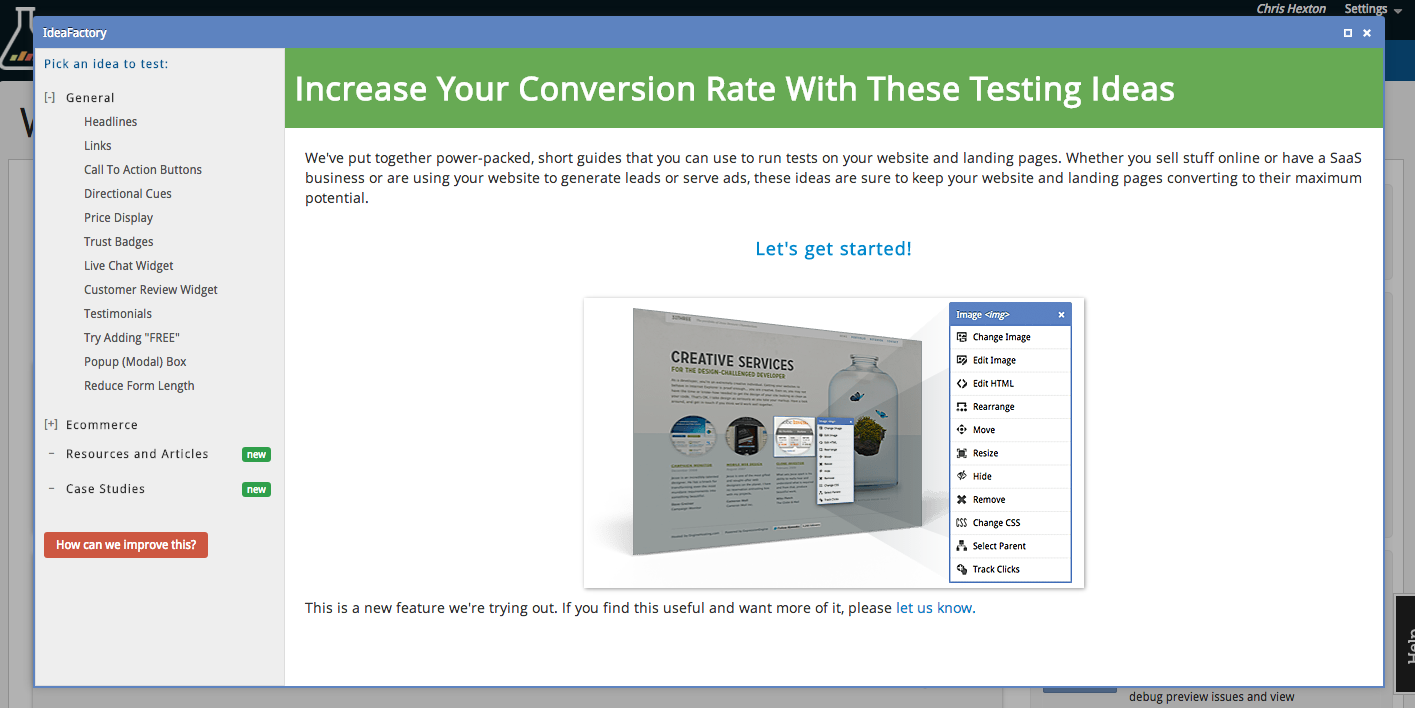 Chris Hexton Settings
IdeaFactory
Pick an idea to test:
[-] General
Headlines
Links
Call To Action Buttons
Directional Cues
Price Display
Trust Badges
Live Chat Widget
Customer Review Widget
Testimonials
Try Adding "FREE"
Popup (Modal) Box
Reduce Form Length
[+] Ecommerce
– Resources and Articles new
– Case Studies new
How can we improve this?
Increase Your Conversion Rate With These Testing Ideas
We've put together power-packed, short guides that you can use to run tests on your website and landing pages. Whether you sell stuff online or have a SaaS
business or are using your website to generate leads or serve ads, these ideas are sure to keep your website and landing pages converting to their maximum
potential.
Let's get started!
CREATIVE SERVICES
FOR THE DESIGN-CHALLENGED DEVELOPER
Image <img>
Change Image
Edit Image
Edit HTML
Rearrange
Move
Resize
Hide
Remove
Change CSS
Select Parent
Track Clicks
This is a new feature we're trying out. If you find this useful and want more of it, please let us know.
Help
debug preview issues and view